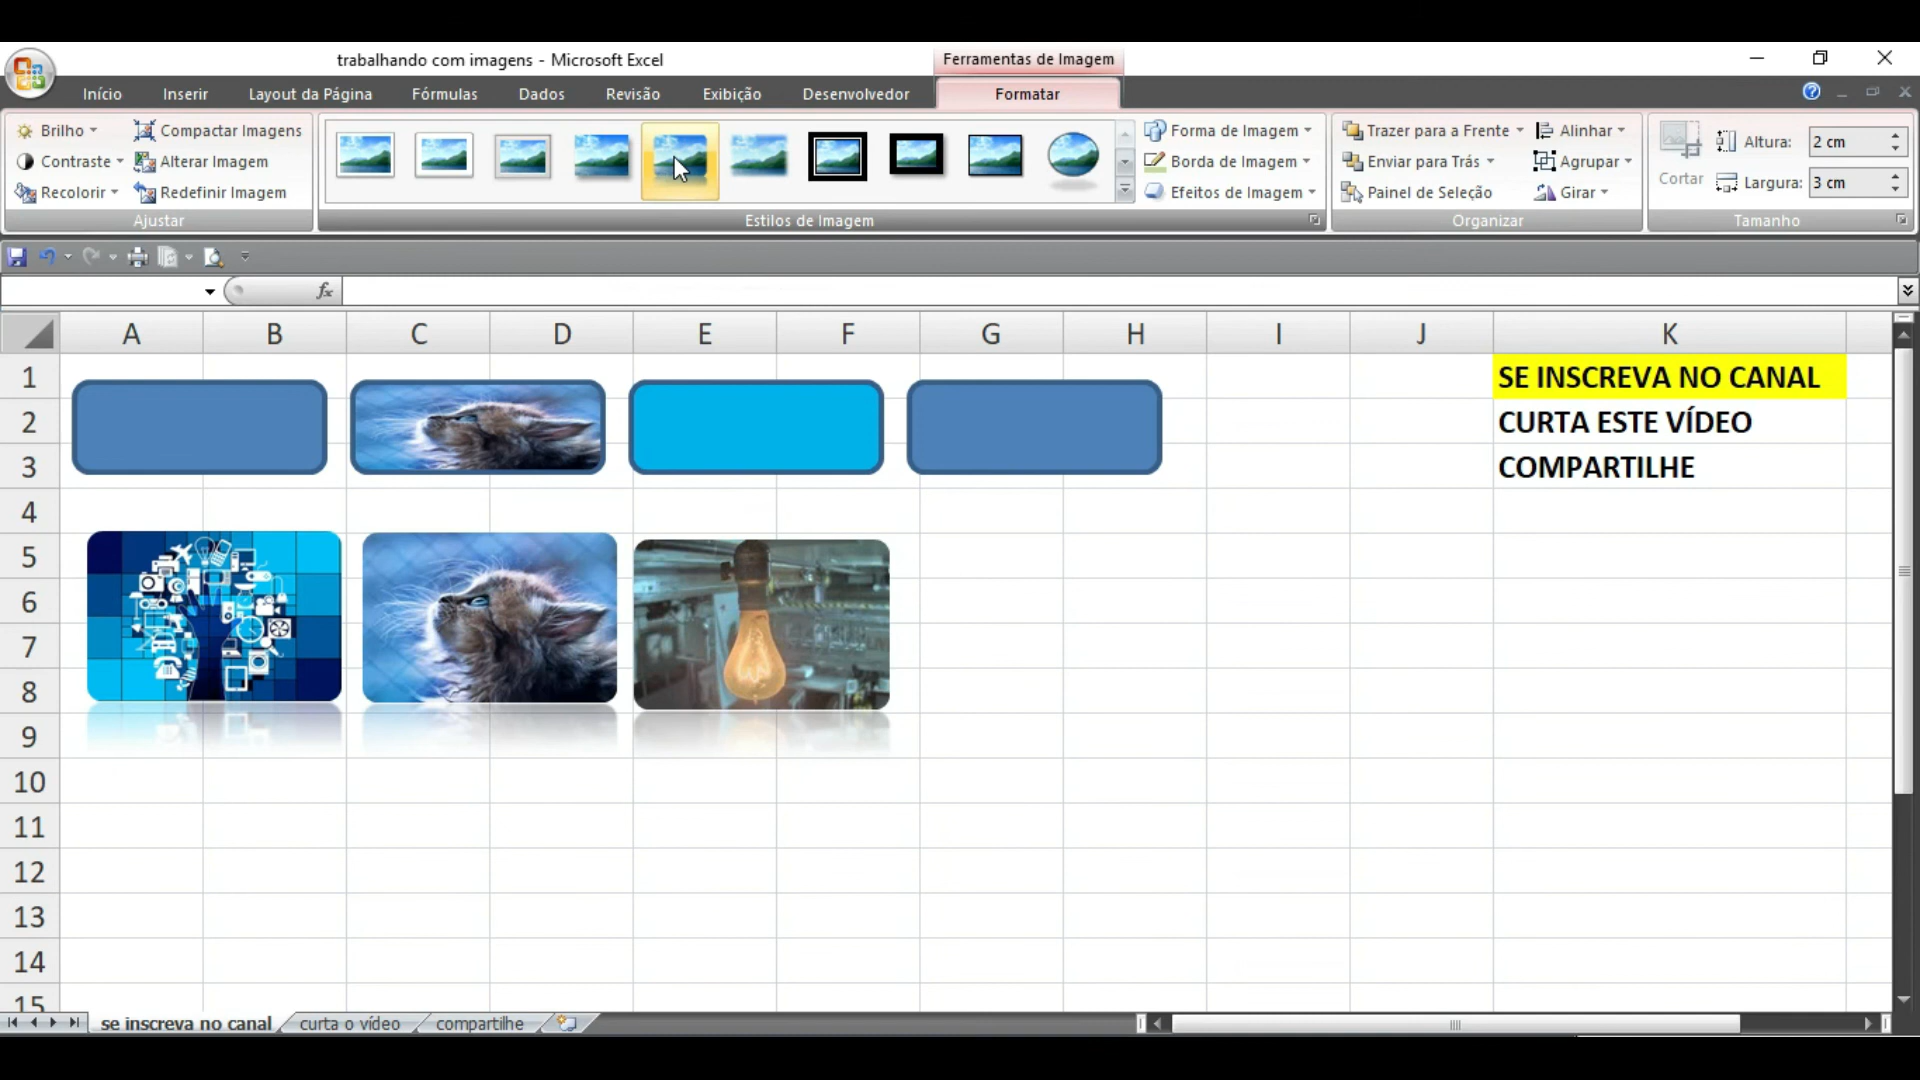 trabalhando com imagens - Microsoft Excel
Ferramentas de Imagem
Início Inserir Layout da Página Fórmulas Dados Revisão Exibição Desenvolvedor Formatar
Brilho Compactar Imagens Forma de Imagem Trazer para a Frente Alinhar Altura: 2 cm
Contraste Alterar Imagem Borda de Imagem Enviar para Trás Agrupar
Recolorir Redefinir Imagem Efeitos de Imagem Painel de Seleção Girar Cortar Largura: 3 cm
Ajustar Estilos de Imagem Organizar Tamanho
fx
A B C D E F G H I J K
1 SE INSCREVA NO CANAL
2 CURTA ESTE VÍDEO
3 COMPARTILHE
4
5
6
7
8
9
10
11
12
13
14
15
se inscreva no canal curta o vídeo compartilhe